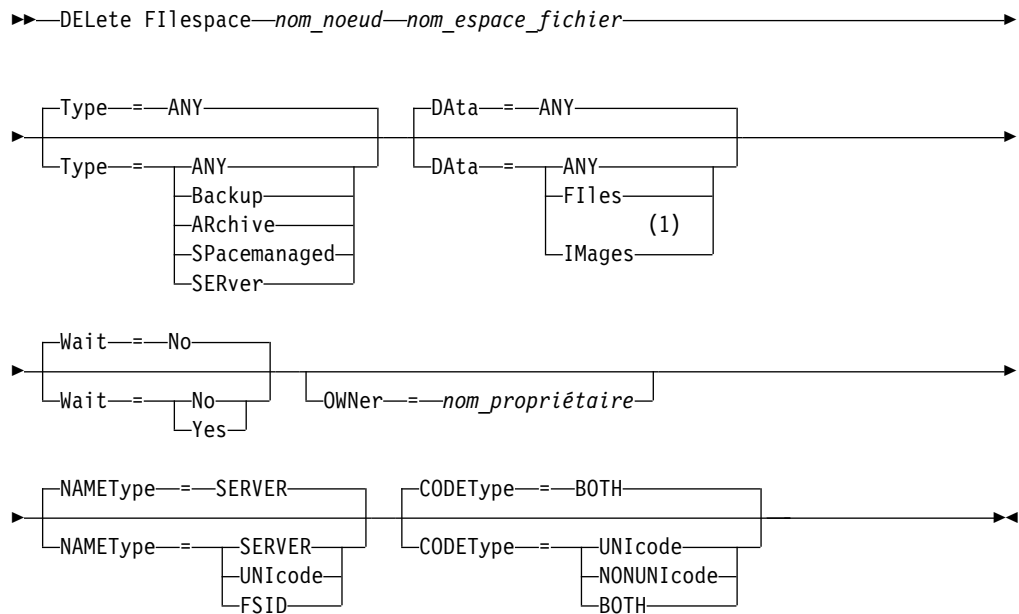 DELete FIlespace nom_noeud nom_espace_fichier
Type = ANY DAta = ANY
Type = ANY DAta = ANY
Backup FIles
ARchive (1)
SPacemanaged IMages
SERver
Wait = No
Wait = No OWNer = nom_propriétaire
Yes
NAMEType = SERVER CODEType = BOTH
NAMEType = SERVER CODEType = UNIcode
UNIcode NONUNIcode
FSID BOTH